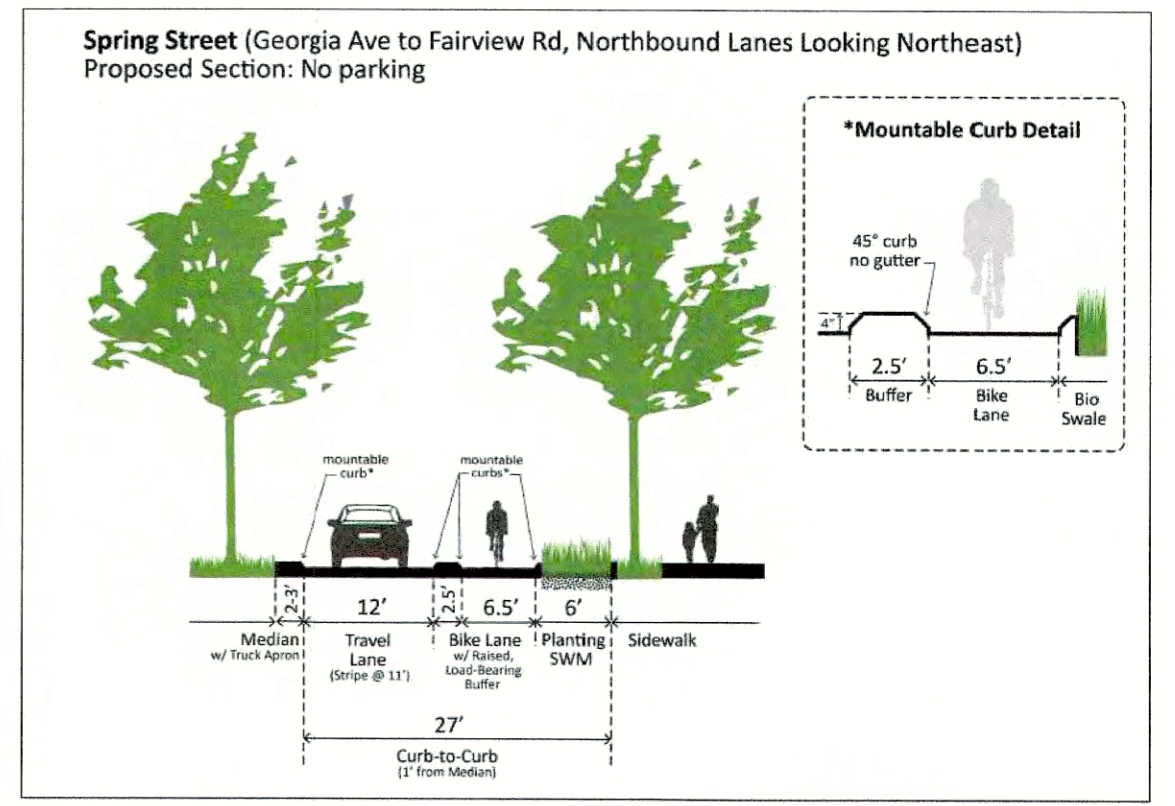 Spring Street (Georgia Ave to Fairview Rd, Northbound Lanes Looking Northeast)
Proposed Section: No parking
*Mountable Curb Detail
45° curb
no gutter
4"
2.5'
6.5'
Buffer
Bike
Lane
Bio
Swale
mountable
curb*
mountable
curbs*
2-3'
12'
2.5'
6.5'
6'
Median
w/ Truck Apron
Travel
Lane
(Stripe @ 11')
Bike Lane
w/ Raised,
Load-Bearing
Buffer
Planting
SWM
Sidewalk
27'
Curb-to-Curb
(1' from Median)